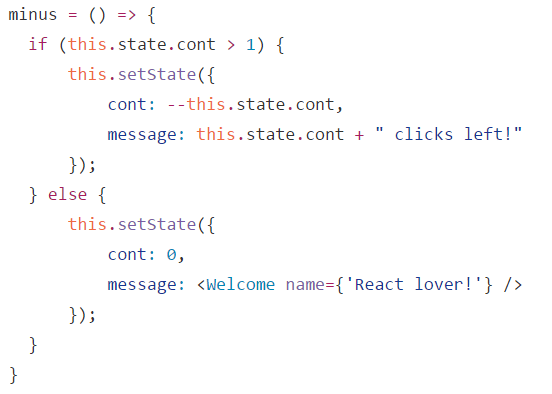 minus = () => {
if (this.state.cont > 1) {
this.setState({
cont: --this.state.cont,
message: this.state.cont + " clicks left!"
});
} else {
this.setState({
cont: 0,
message: <Welcome name={'React lover!'} />
});
}
}